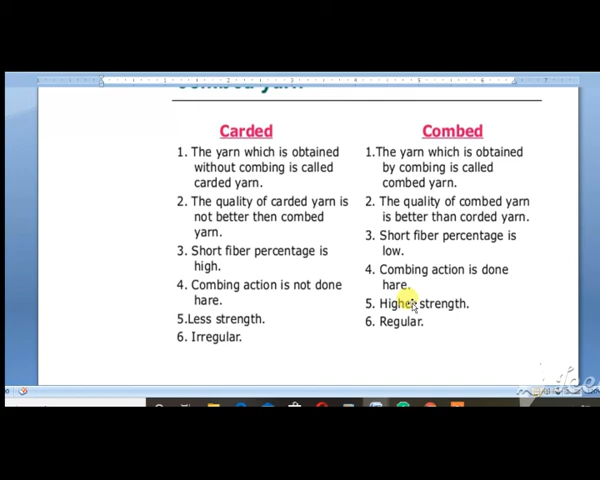 Combed yarn
Carded
1. The yarn which is obtained
without combing is called
carded yarn.
2. The quality of carded yarn is
not better then combed
yarn.
3. Short fiber percentage is
high.
4. Combing action is not done
hare.
5.Less strength.
6. Irregular.
Combed
1.The yarn which is obtained
by combing is called
combed yarn.
2. The quality of combed yarn
is better than corded yarn.
3. Short fiber percentage is
low.
4. Combing action is done
hare.
5. Higher strength.
6. Regular.